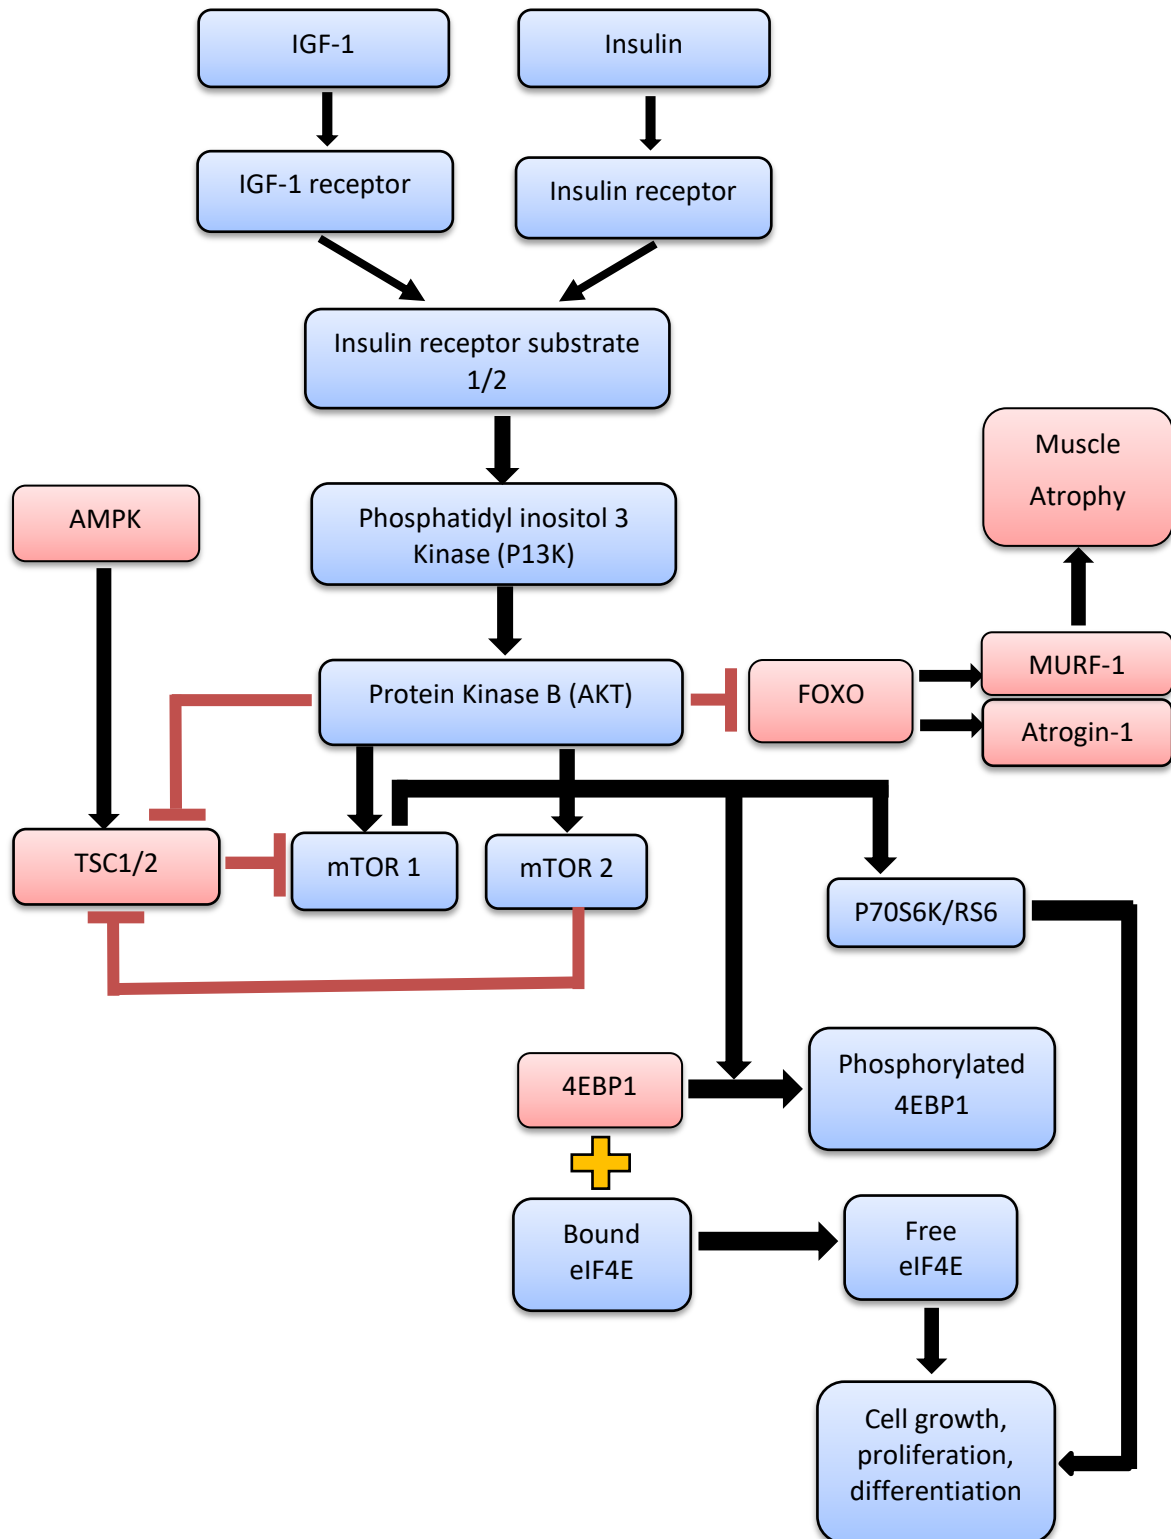 IGF-1
Insulin
IGF-1 receptor
Insulin receptor
Insulin receptor substrate
1/2
Muscle
Atrophy
AMPK
Phosphatidyl inositol 3
Kinase (P13K)
Protein Kinase B (AKT)
FOXO
MURF-1
Atrogin-1
TSC1/2
mTOR 1
mTOR 2
P70S6K/RS6
4EBP1
Phosphorylated
4EBP1
Bound
eIF4E
Free
eIF4E
Cell growth,
proliferation,
differentiation